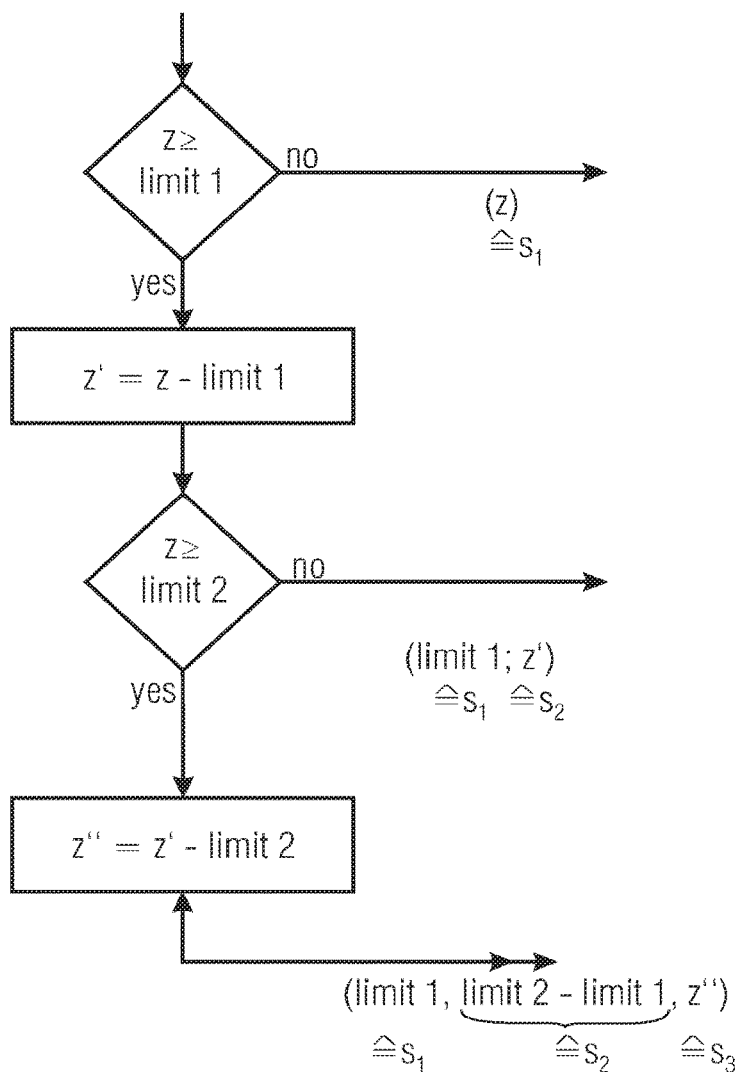 z≥
limit 1
no
(z)
≙s₁
yes
z‘ = z - limit 1
z≥
limit 2
no
(limit 1; z‘)
≙s₁ ≙s₂
yes
z‘‘ = z‘ - limit 2
(limit 1, limit 2 - limit 1, z‘‘)
≙s₁ ≙s₂ ≙s₃